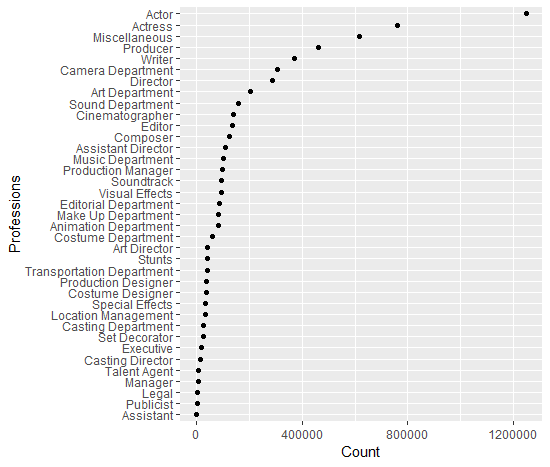 Actor
Actress
Miscellaneous
Producer
Writer
Camera Department
Director
Art Department
Sound Department
Cinematographer
Editor
Composer
Assistant Director
Music Department
Production Manager
Soundtrack
Visual Effects
Editorial Department
Make Up Department
Animation Department
Costume Department
Art Director
Stunts
Transportation Department
Production Designer
Costume Designer
Special Effects
Location Management
Casting Department
Set Decorator
Executive
Casting Director
Talent Agent
Manager
Legal
Publicist
Assistant
Professions
0 400000 800000 1200000
Count